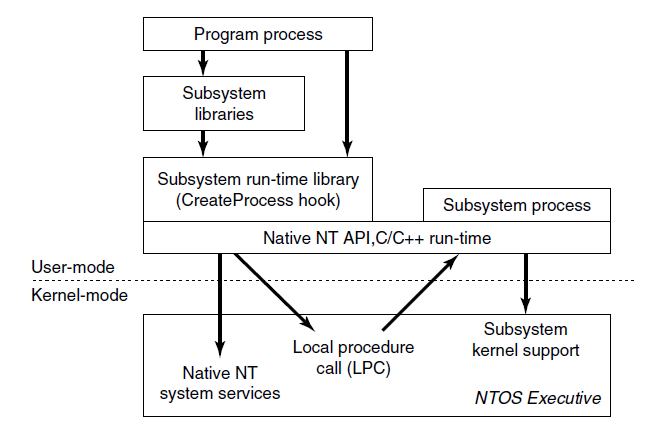 Program process
Subsystem
libraries
Subsystem run-time library
(CreateProcess hook)
Subsystem process
Native NT API,C/C++ run-time
User-mode
Kernel-mode
Subsystem
kernel support
Local procedure
call (LPC)
Native NT
system services
NTOS Executive